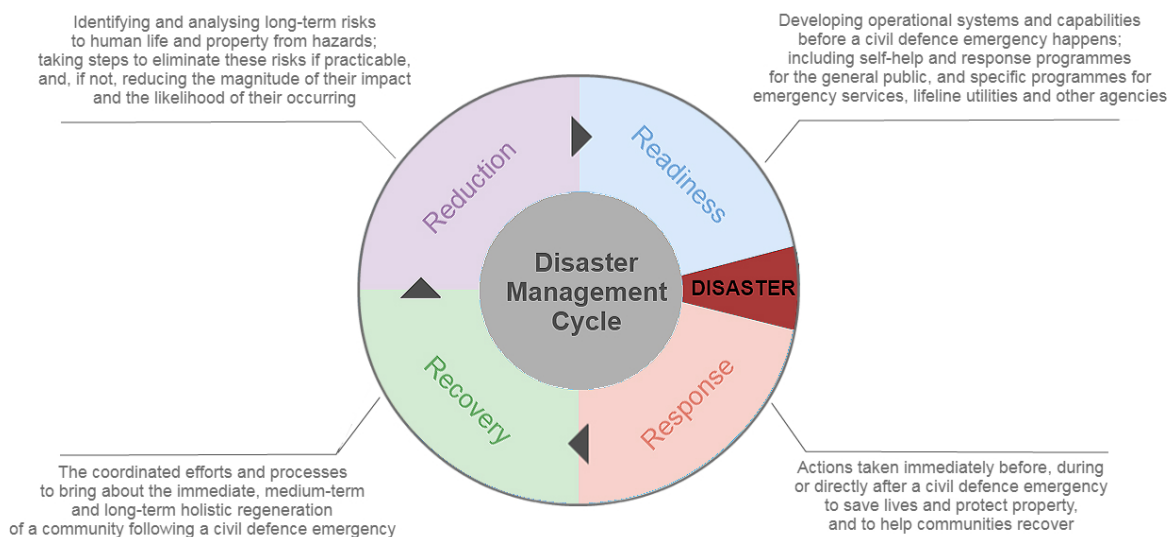 Identifying and analysing long-term risks
to human life and property from hazards;
taking steps to eliminate these risks if practicable,
and, if not, reducing the magnitude of their impact
and the likelihood of their occurring
Developing operational systems and capabilities
before a civil defence emergency happens;
including self-help and response programmes
for the general public, and specific programmes for
emergency services, lifeline utilities and other agencies
Reduction
Readiness
Disaster
Management
Cycle
DISASTER
Recovery
Response
The coordinated efforts and processes
to bring about the immediate, medium-term
and long-term holistic regeneration
of a community following a civil defence emergency
Actions taken immediately before, during
or directly after a civil defence emergency
to save lives and protect property,
and to help communities recover